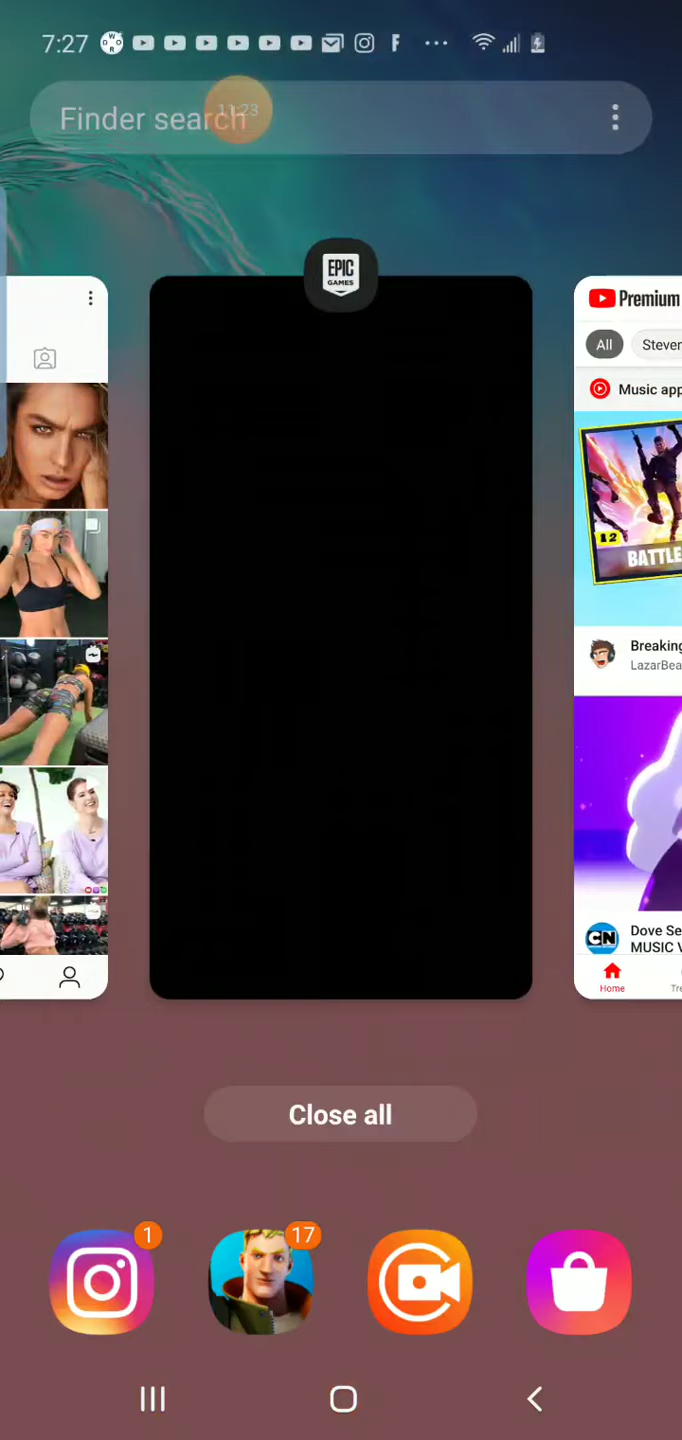 7:27
Finder search
11:23
EPIC
GAMES
Premium
All
Steven
Music app
12
BATTLE
Breaking
LazarBea
Dove Se
MUSIC V
CN
Home
Tre
Close all
1
17